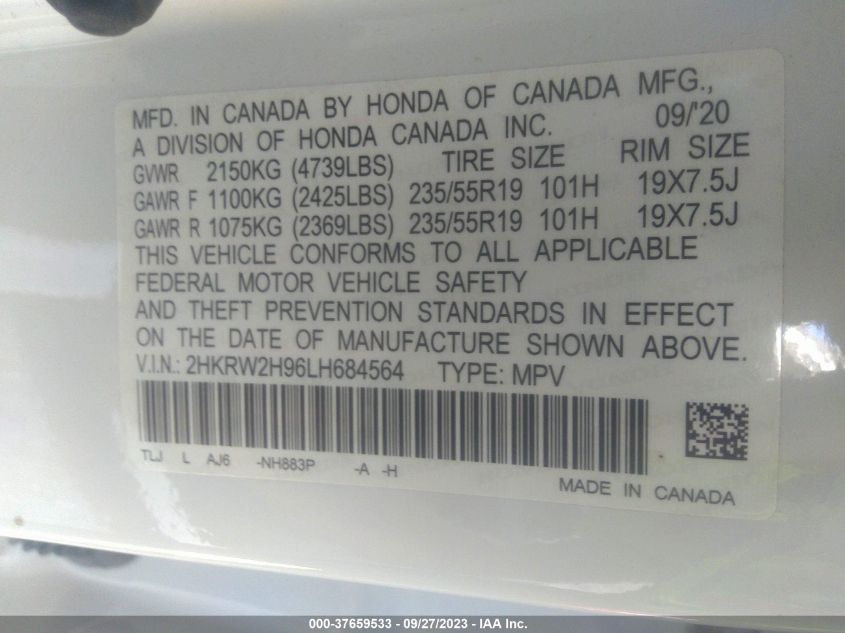 MFD. IN CANADA BY HONDA OF CANADA MFG.,
A DIVISION OF HONDA CANADA INC. 09/'20
GVWR 2150KG (4739LBS) TIRE SIZE RIM SIZE
GAWR F 1100KG (2425LBS) 235/55R19 101H 19X7.5J
GAWR R 1075KG (2369LBS) 235/55R19 101H 19X7.5J
THIS VEHICLE CONFORMS TO ALL APPLICABLE
FEDERAL MOTOR VEHICLE SAFETY
AND THEFT PREVENTION STANDARDS IN EFFECT
ON THE DATE OF MANUFACTURE SHOWN ABOVE.
V.I.N.: 2HKRW2H96LH684564 TYPE: MPV
TLJ L AJ6 -NH883P -A -H
MADE IN CANADA
000-37659533 - 09/27/2023 - IAA Inc.